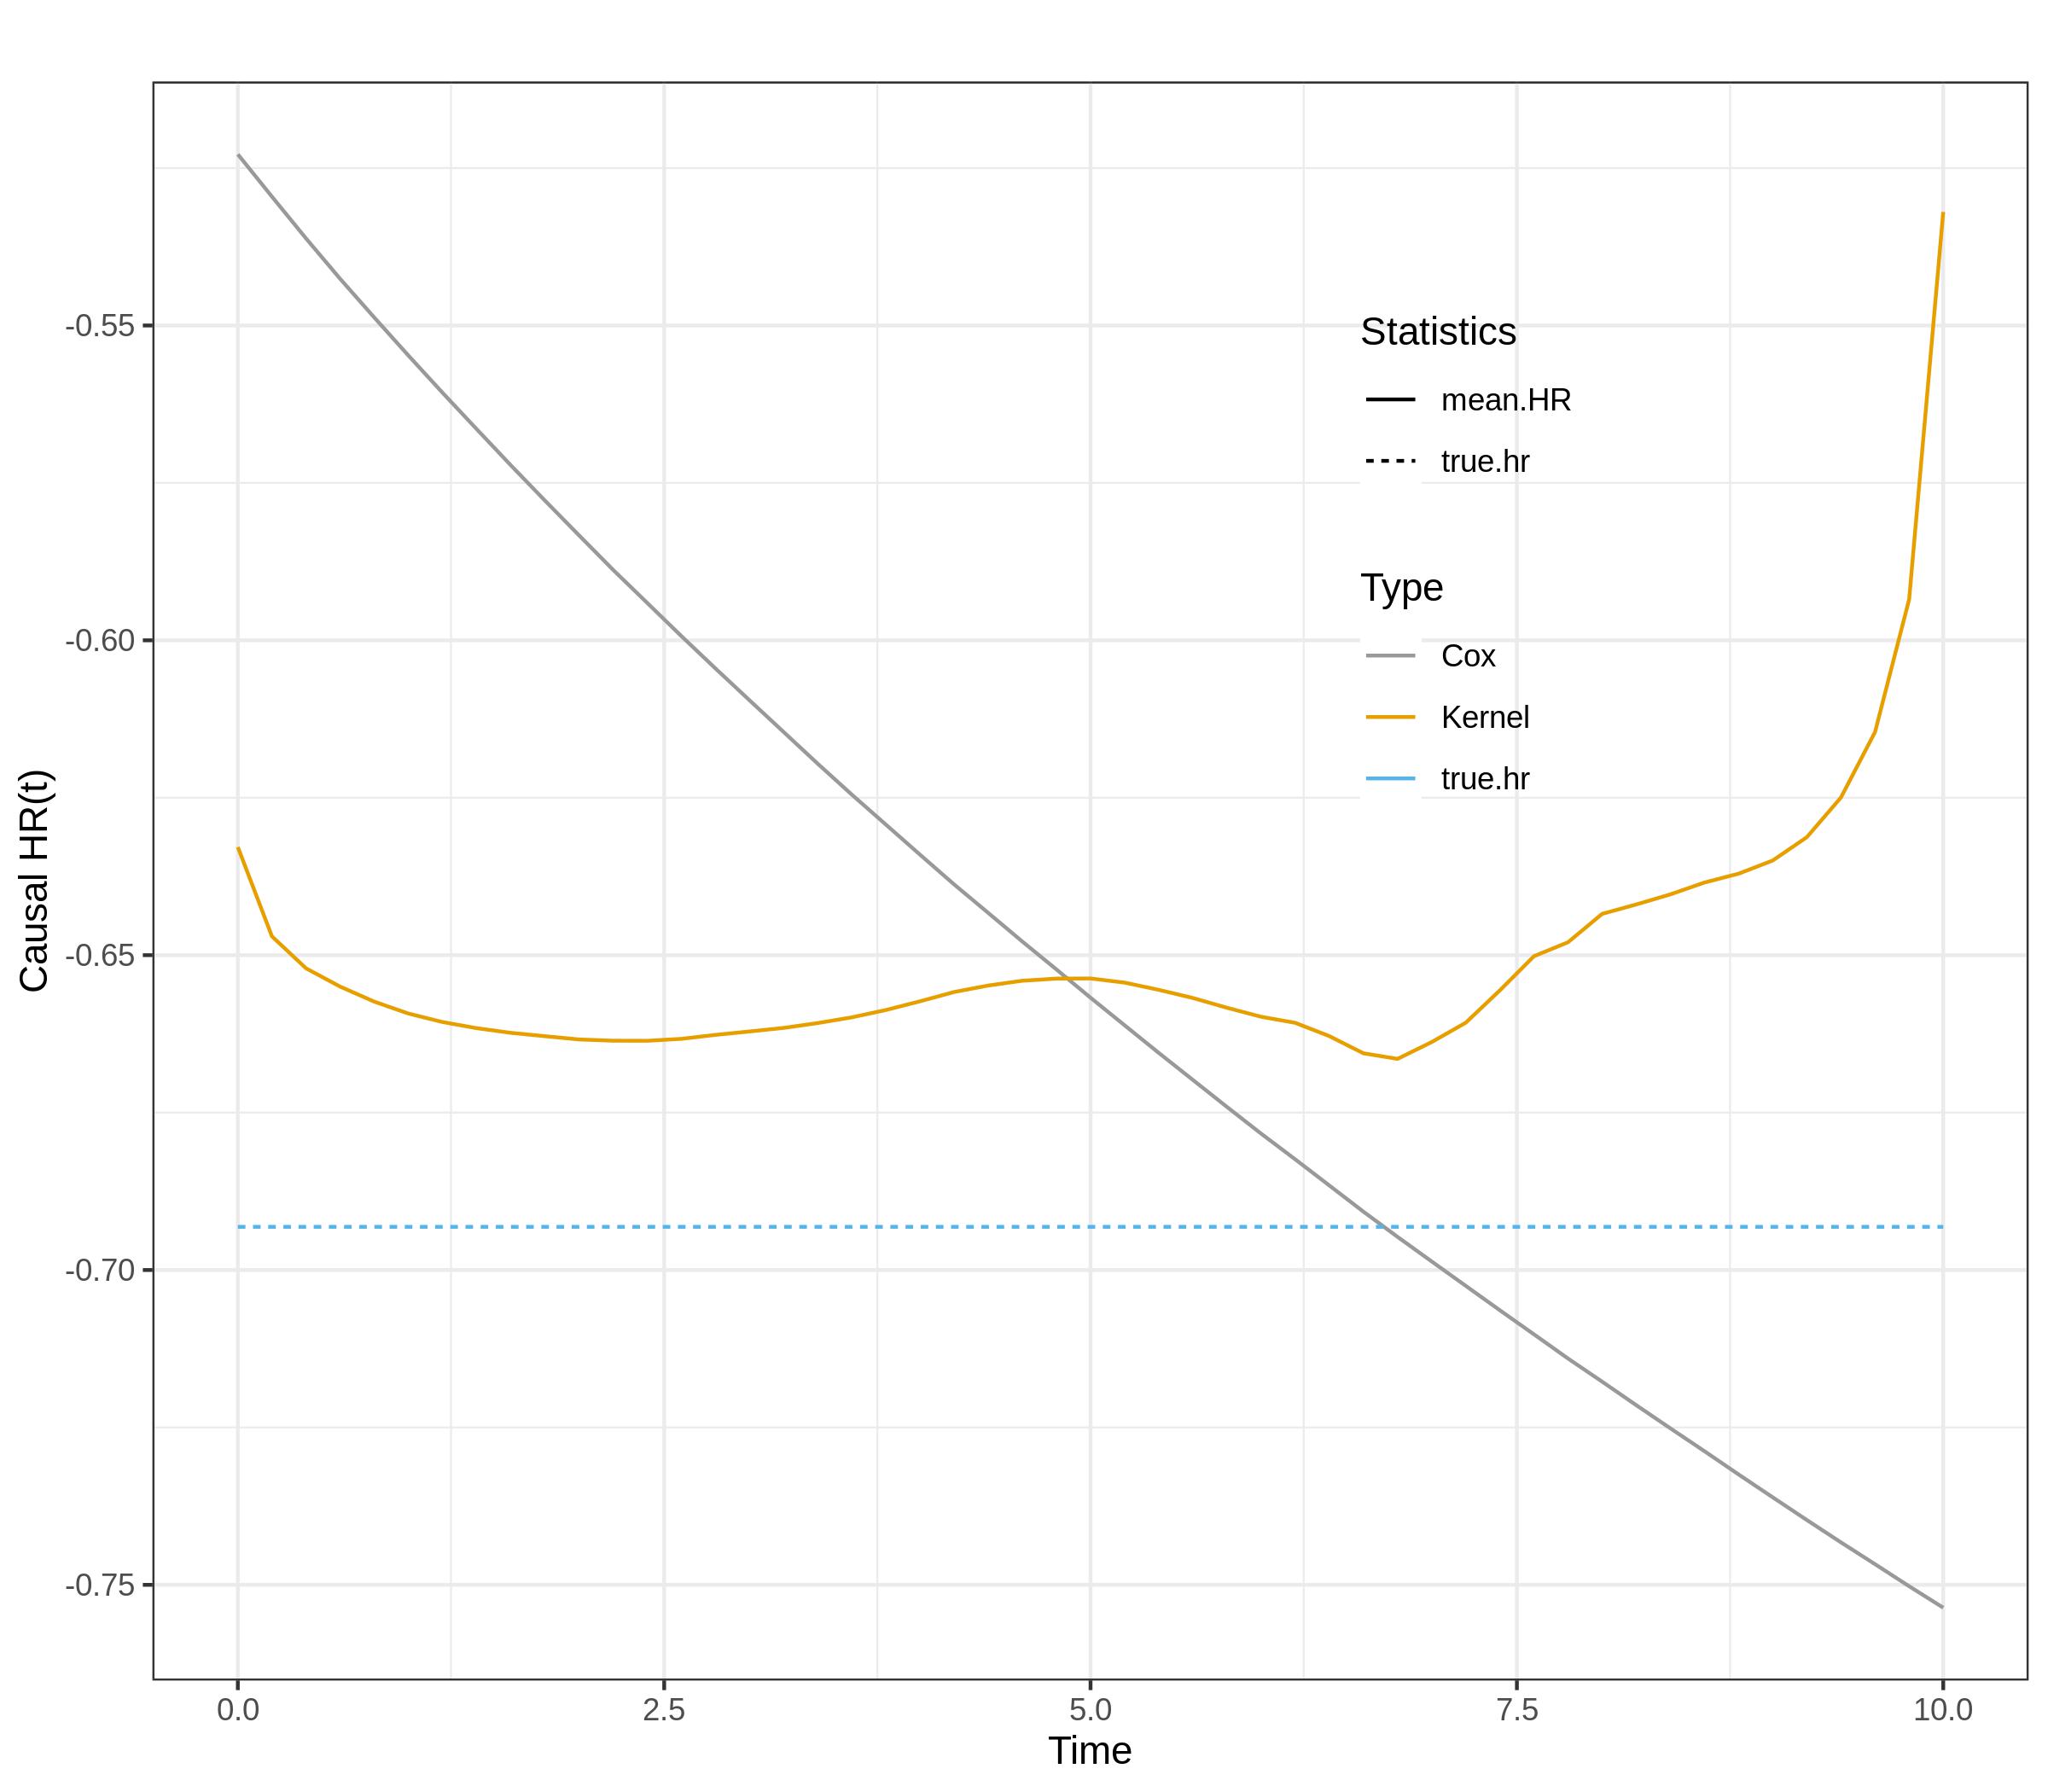 Statistics
mean.HR
true.hr
Type
Cox
Kernel
true.hr
Causal HR(t)
-0.55
-0.60
-0.65
-0.70
-0.75
0.0 2.5 5.0 7.5 10.0
Time